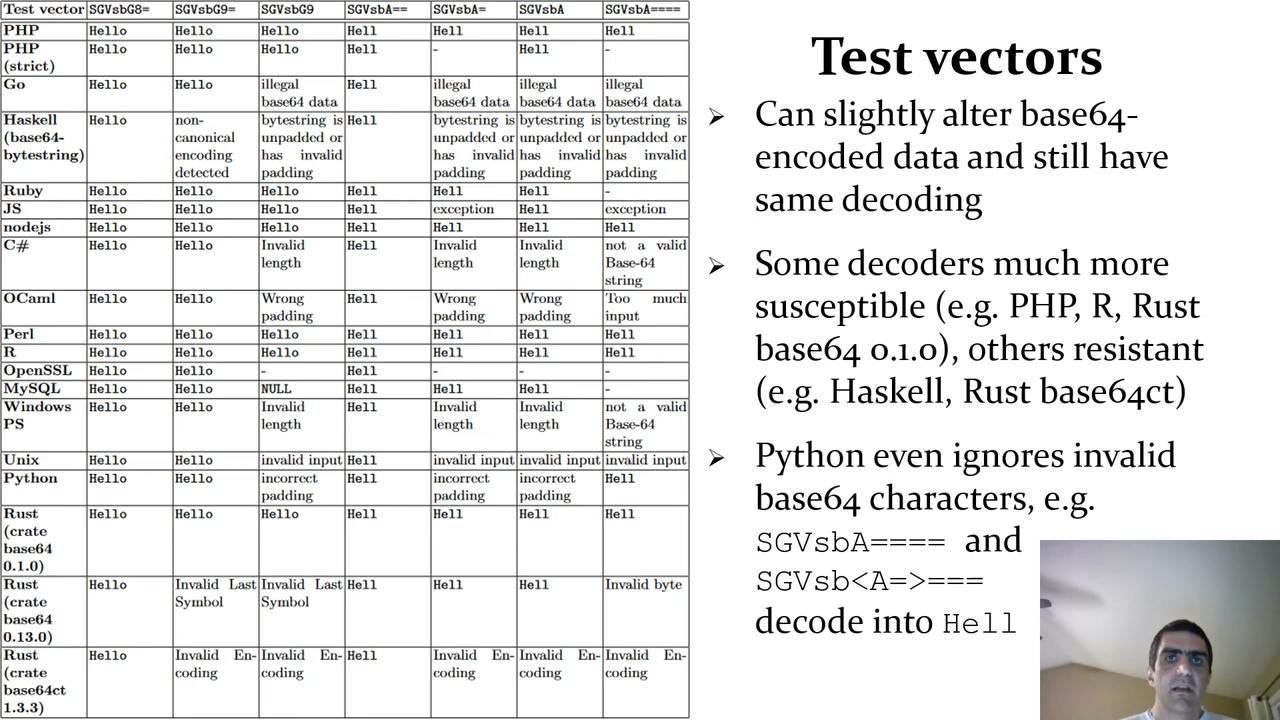 Test vector SGVsbG8= SGVsbG9= SGVsbG9 SGVsbA== SGVsbA= SGVsbA SGVsbA====
PHP Hello Hello Hello Hell Hell Hell Hell
PHP Hello Hello Hello Hell - Hell -
(strict)
Go Hello Hello illegal Hell illegal illegal illegal
base64 data base64 data base64 data base64 data
Haskell Hello non- bytestring is Hell bytestring is bytestring is bytestring is
(base64- canonical unpadded or unpadded or unpadded or unpadded or
bytestring) encoding has invalid has invalid has invalid has invalid
detected padding padding padding padding
Ruby Hello Hello Hello Hell Hell Hell -
JS Hello Hello Hello Hell exception Hell exception
nodejs Hello Hello Hello Hell Hell Hell Hell
C# Hello Hello Invalid Hell Invalid Invalid not a valid
length length length Base-64
string
OCaml Hello Hello Wrong Hell Wrong Wrong Too much
padding padding padding input
Perl Hello Hello Hello Hell Hell Hell Hell
R Hello Hello Hello Hell Hell Hell Hell
OpenSSL Hello Hello - Hell - - -
MySQL Hello Hello NULL Hell Hell Hell -
Windows Hello Hello Invalid Hell Invalid Invalid not a valid
PS length length length Base-64
string
Unix Hello Hello invalid input Hell invalid input invalid input invalid input
Python Hello Hello incorrect Hell incorrect incorrect Hell
padding padding padding
Rust Hello Hello Hello Hell Hell Hell Hell
(crate
base64
0.1.0)
Rust Hello Invalid Last Invalid Last Hell Hell Hell Invalid byte
(crate Symbol Symbol
base64
0.13.0)
Rust Hello Invalid En- Invalid En- Hell Invalid En- Invalid En- Invalid En-
(crate coding coding coding coding coding
base64ct
1.3.3)
Test vectors
➢ Can slightly alter base64-
encoded data and still have
same decoding
➢ Some decoders much more
susceptible (e.g. PHP, R, Rust
base64 0.1.0), others resistant
(e.g. Haskell, Rust base64ct)
➢ Python even ignores invalid
base64 characters, e.g.
SGVsbA==== and
SGVsb<A=>===
decode into Hell